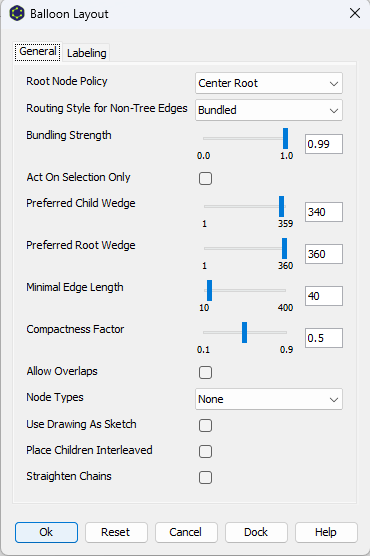 Balloon Layout
General Labeling
Root Node Policy Center Root
Routing Style for Non-Tree Edges Bundled
Bundling Strength 0.99
0.0 1.0
Act On Selection Only
Preferred Child Wedge 340
1 359
Preferred Root Wedge 360
1 360
Minimal Edge Length 40
10 400
Compactness Factor 0.5
0.1 0.9
Allow Overlaps
Node Types None
Use Drawing As Sketch
Place Children Interleaved
Straighten Chains
Ok Reset Cancel Dock Help